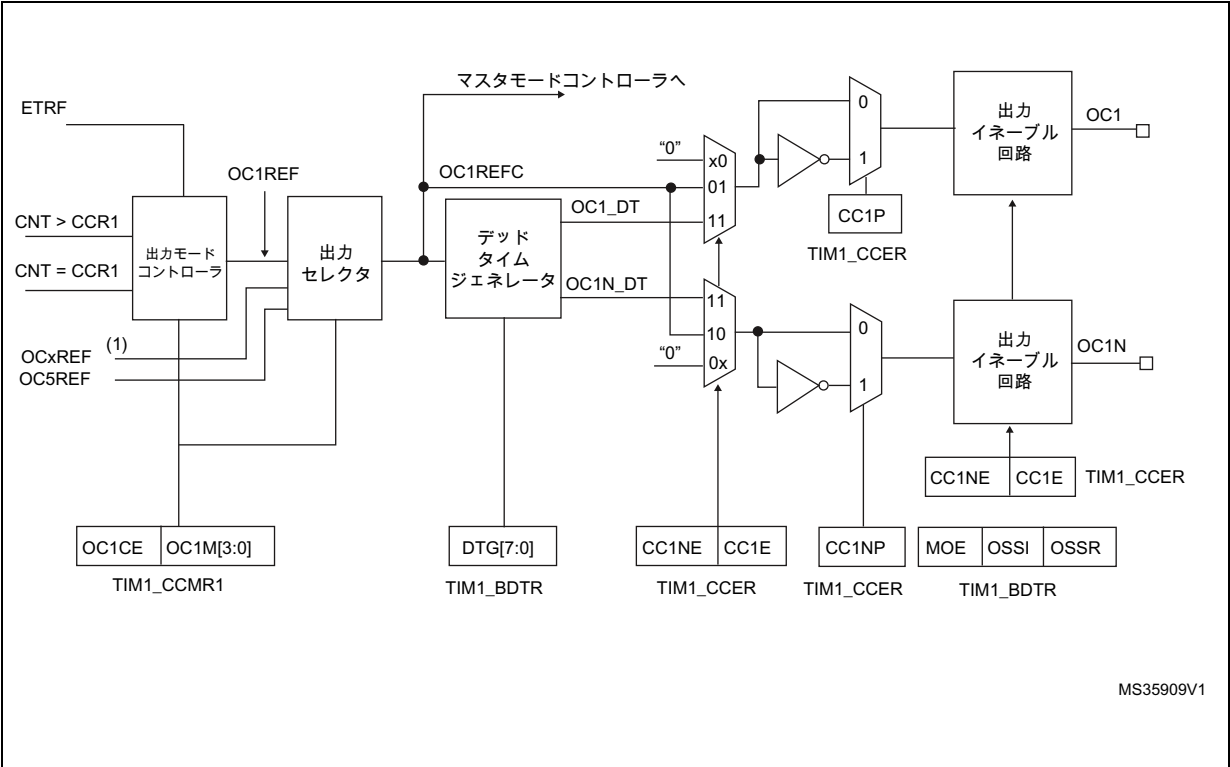 マスタモードコントローラへ
ETRF
OC1REF
CNT > CCR1
CNT = CCR1
出力モード
コントローラ
出力
セレクタ
OCxREF (1)
OC5REF
OC1REFC
デッド
タイム
ジェネレータ
OC1_DT
OC1N_DT
“0”
x0
01
11
11
10
0x
“0”
0
1
CC1P
TIM1_CCER
0
1
出力
イネーブル
回路
OC1
出力
イネーブル
回路
OC1N
CC1NE CC1E TIM1_CCER
OC1CE OC1M[3:0]
TIM1_CCMR1
DTG[7:0]
TIM1_BDTR
CC1NE CC1E
TIM1_CCER
CC1NP
TIM1_CCER
MOE OSSI OSSR
TIM1_BDTR
MS35909V1